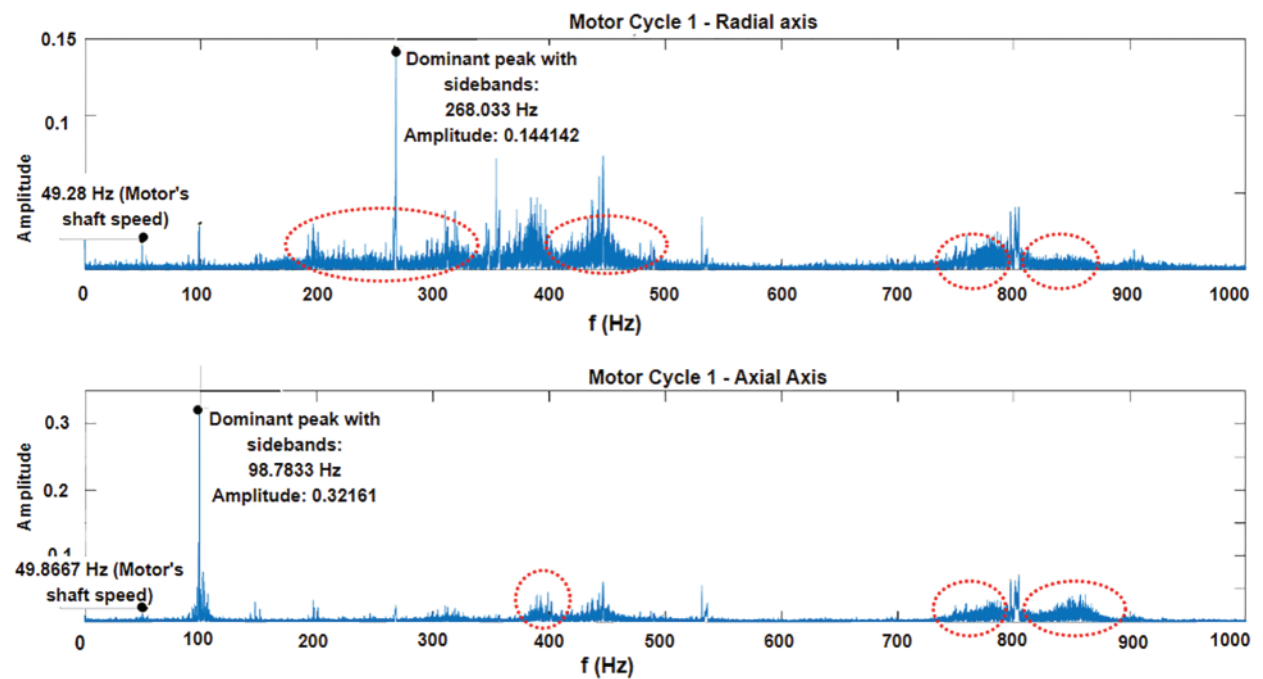 Motor Cycle 1 - Radial axis
0.15
Dominant peak with
sidebands:
268.033 Hz
Amplitude: 0.144142
0.1
49.28 Hz (Motor's
shaft speed)
Amplitude
0 100 200 300 400 500 600 700 800 900 1000
f (Hz)
Motor Cycle 1 - Axial Axis
0.3
Dominant peak with
sidebands:
98.7833 Hz
Amplitude: 0.32161
0.2
0.1
49.8667 Hz (Motor's
shaft speed)
Amplitude
0 100 200 300 400 500 600 700 800 900 1000
f (Hz)